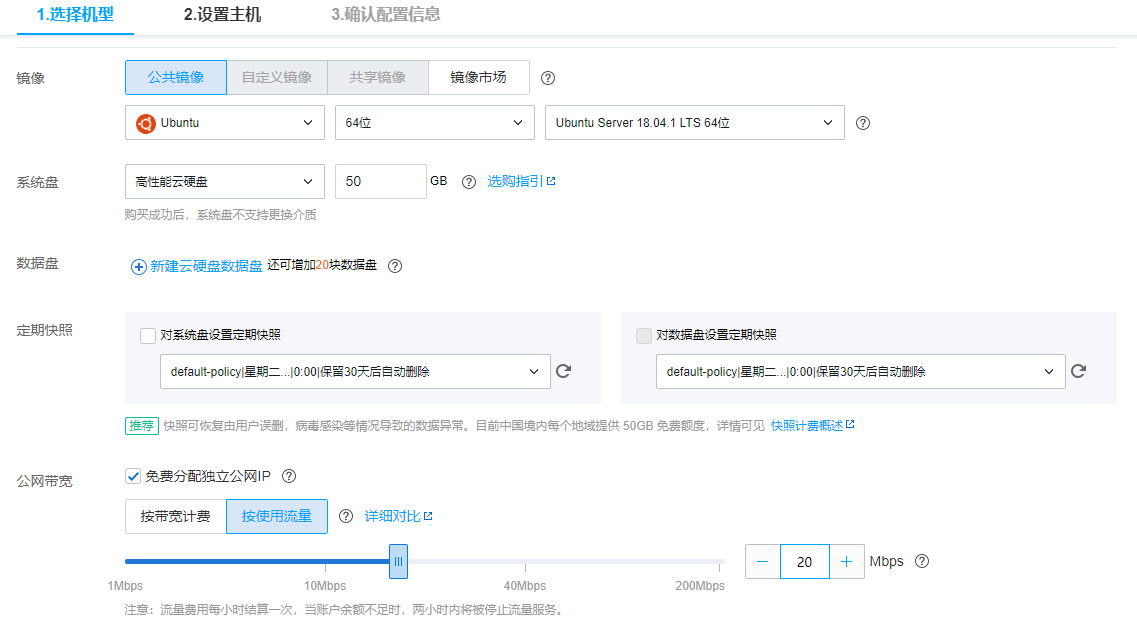 1.选择机型 2.设置主机 3.确认配置信息
镜像 公共镜像 自定义镜像 共享镜像 镜像市场
Ubuntu 64位 Ubuntu Server 18.04.1 LTS 64位
系统盘 高性能云硬盘 50 GB 选购指引
购买成功后，系统盘不支持更换介质
数据盘 新建云硬盘数据盘 还可增加20块数据盘
定期快照 对系统盘设置定期快照 对数据盘设置定期快照
default-policy|星期二...|0:00|保留30天后自动删除 default-policy|星期二...|0:00|保留30天后自动删除
推荐 快照可恢复由用户误删，病毒感染等情况导致的数据异常。目前中国境内每个地域提供 50GB 免费额度，详情可见 快照计费概述
公网带宽 免费分配独立公网IP
按带宽计费 按使用流量 详细对比
20 Mbps
1Mbps 10Mbps 40Mbps 200Mbps
注意：流量费用每小时结算一次，当账户余额不足时，两小时内将被停止流量服务。